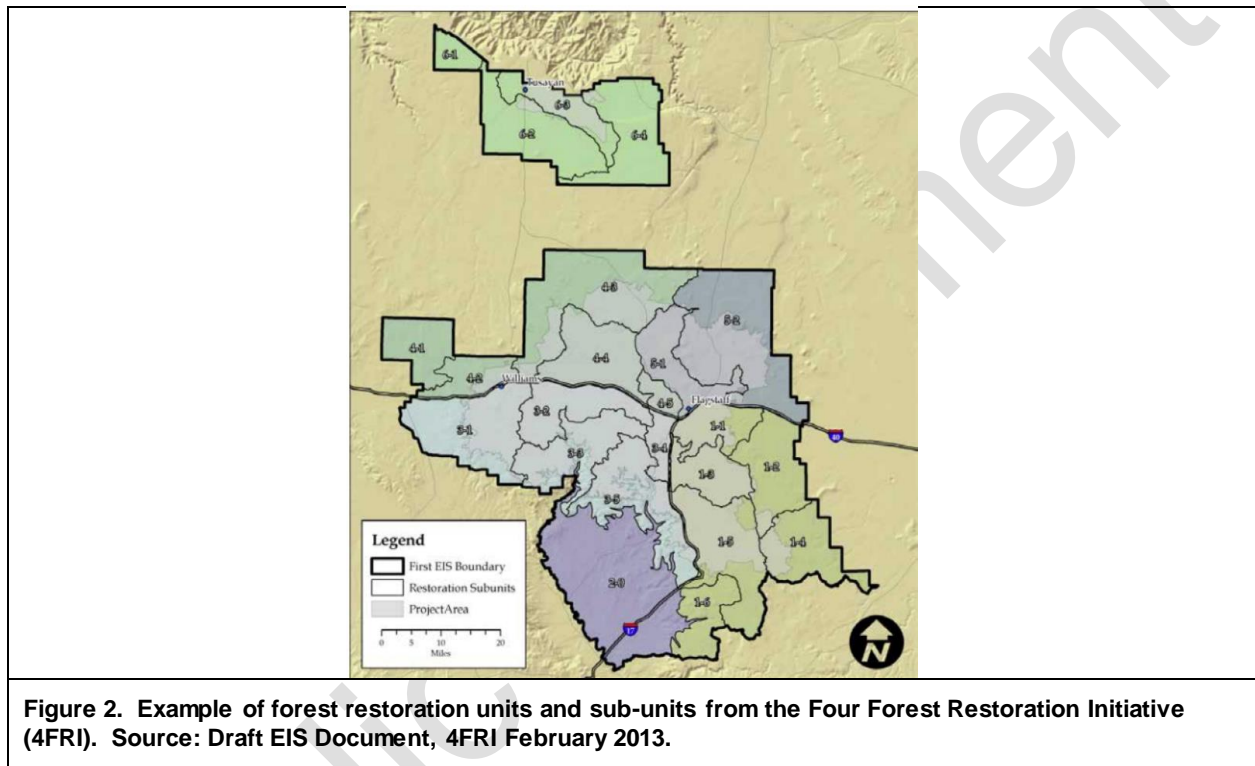 6-1
Tusayan
6-3
6-2
6-4
4-3
5-2
4-1
4-4
5-1
4-2
Williams
4-5
Flagstaff
3-2
1-1
3-1
40
3-3
3-4
1-2
1-3
3-5
1-5
1-4
2-0
1-6
17
Legend
First EIS Boundary
Restoration Subunits
ProjectArea
0 5 10 20
Miles
N
Figure 2. Example of forest restoration units and sub-units from the Four Forest Restoration Initiative
(4FRI). Source: Draft EIS Document, 4FRI February 2013.